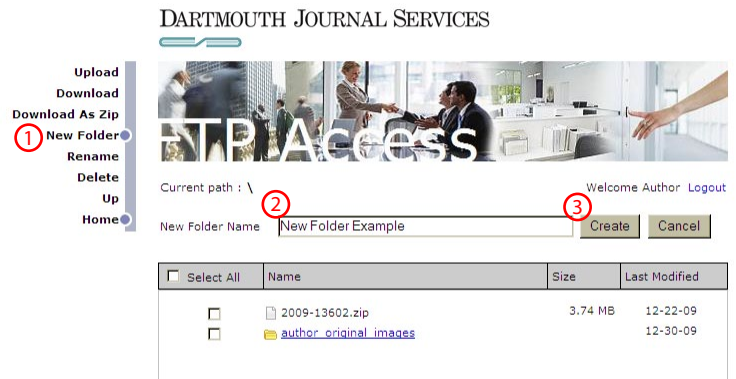 DARTMOUTH JOURNAL SERVICES
Upload
Download
Download As Zip
1 New Folder
Rename
Delete
Up
Home
FTP Access
Current path : \
Welcome Author Logout
New Folder Name 2 New Folder Example 3 Create Cancel
Select All Name Size Last Modified
2009-13602.zip 3.74 MB 12-22-09
author_original_images 12-30-09